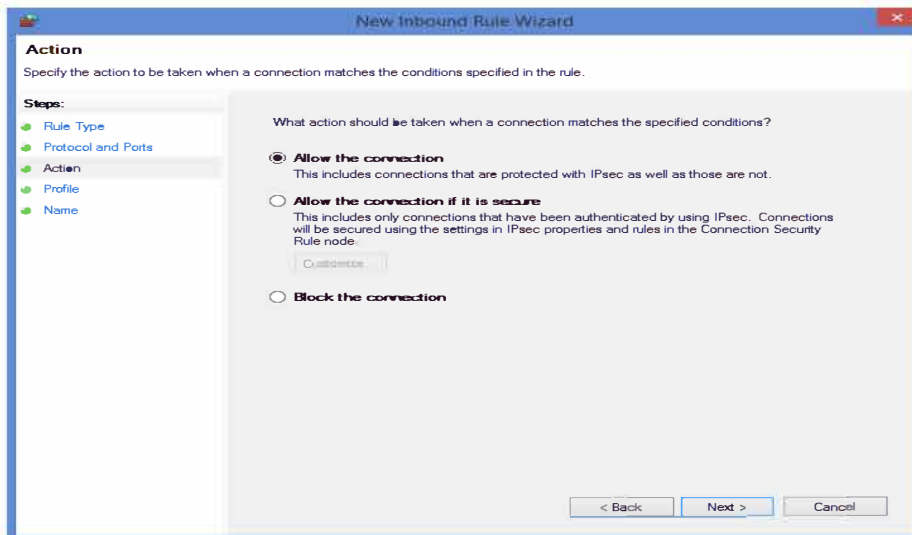 New Inbound Rule Wizard
Action
Specify the action to be taken when a connection matches the conditions specified in the rule.
Steps:
Rule Type
Protocol and Ports
Action
Profile
Name
What action should be taken when a connection matches the specified conditions?
Allow the connection
This includes connections that are protected with IPsec as well as those are not.
Allow the connection if it is secure
This includes only connections that have been authenticated by using IPsec. Connections
will be secured using the settings in IPsec properties and rules in the Connection Security
Rule node.
Customize...
Block the connection
< Back
Next >
Cancel